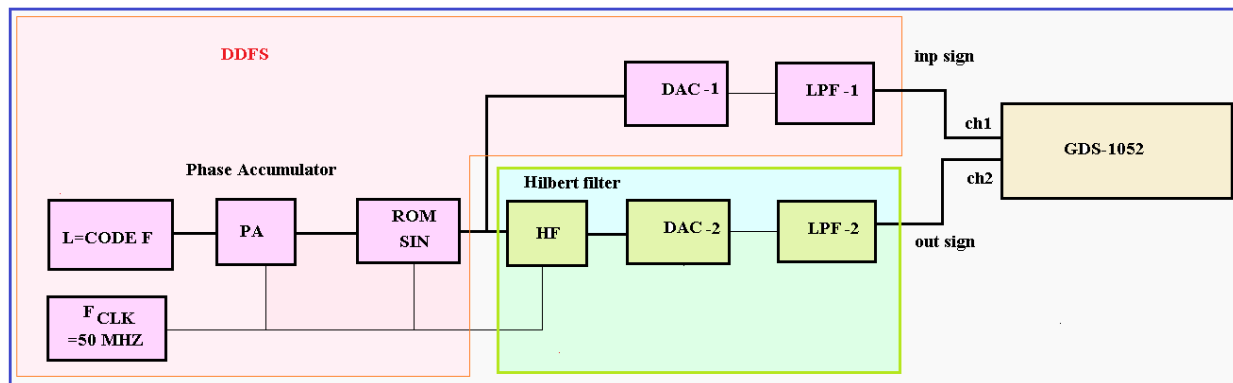 DDFS
inp sign
DAC -1
LPF -1
ch1
GDS-1052
Phase Accumulator
Hilbert filter
ch2
L=CODE F
PA
ROM
SIN
HF
DAC -2
LPF -2
out sign
F CLK
=50 MHZ